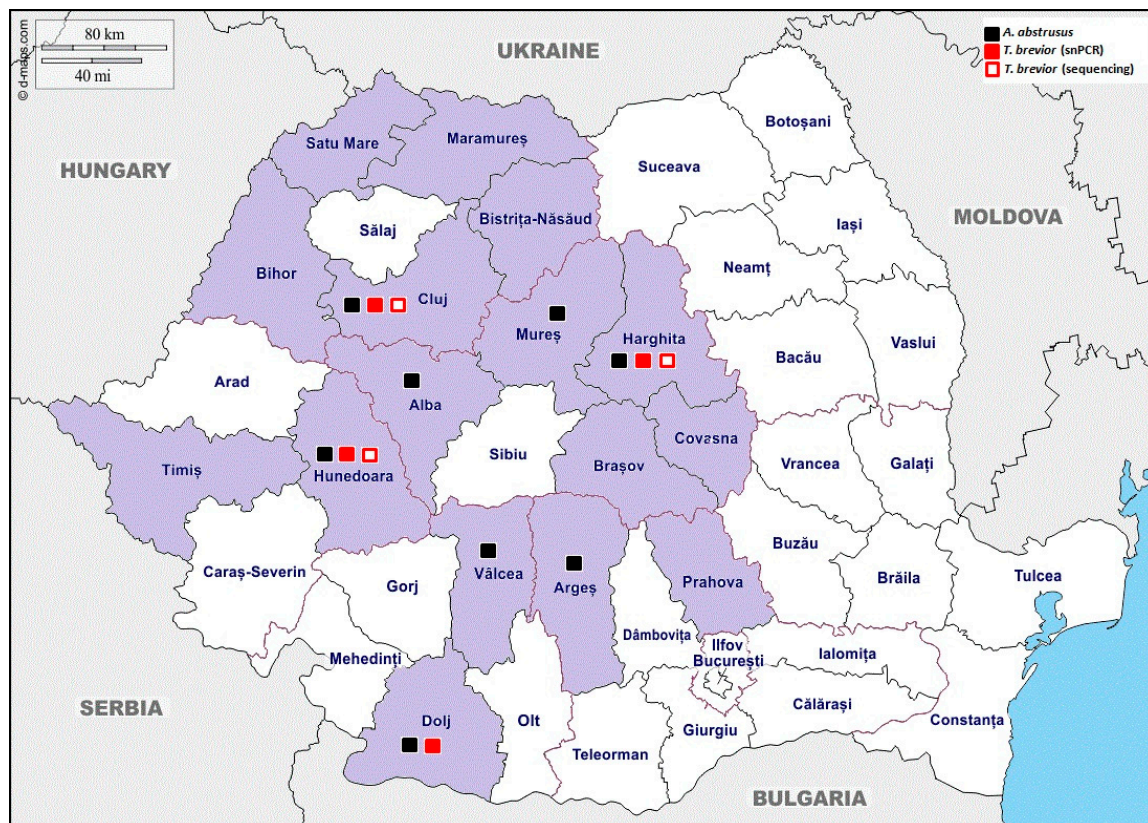 80 km
40 mi
© d-maps.com
UKRAINE
A. abstrusus
T. brevior (snPCR)
T. brevior (sequencing)
HUNGARY
MOLDOVA
SERBIA
BULGARIA
Botoșani
Satu Mare
Maramureș
Suceava
Sălaj
Bistrița-Năsăud
Iași
Neamț
Bihor
Cluj
Mureș
Harghita
Bacău
Vaslui
Arad
Alba
Covasna
Timiș
Hunedoara
Sibiu
Brașov
Vrancea
Galați
Caraș-Severin
Gorj
Vâlcea
Argeș
Prahova
Buzău
Brăila
Tulcea
Mehedinți
Dâmbovița
Ilfov
București
Ialomița
Dolj
Olt
Teleorman
Giurgiu
Călărași
Constanța